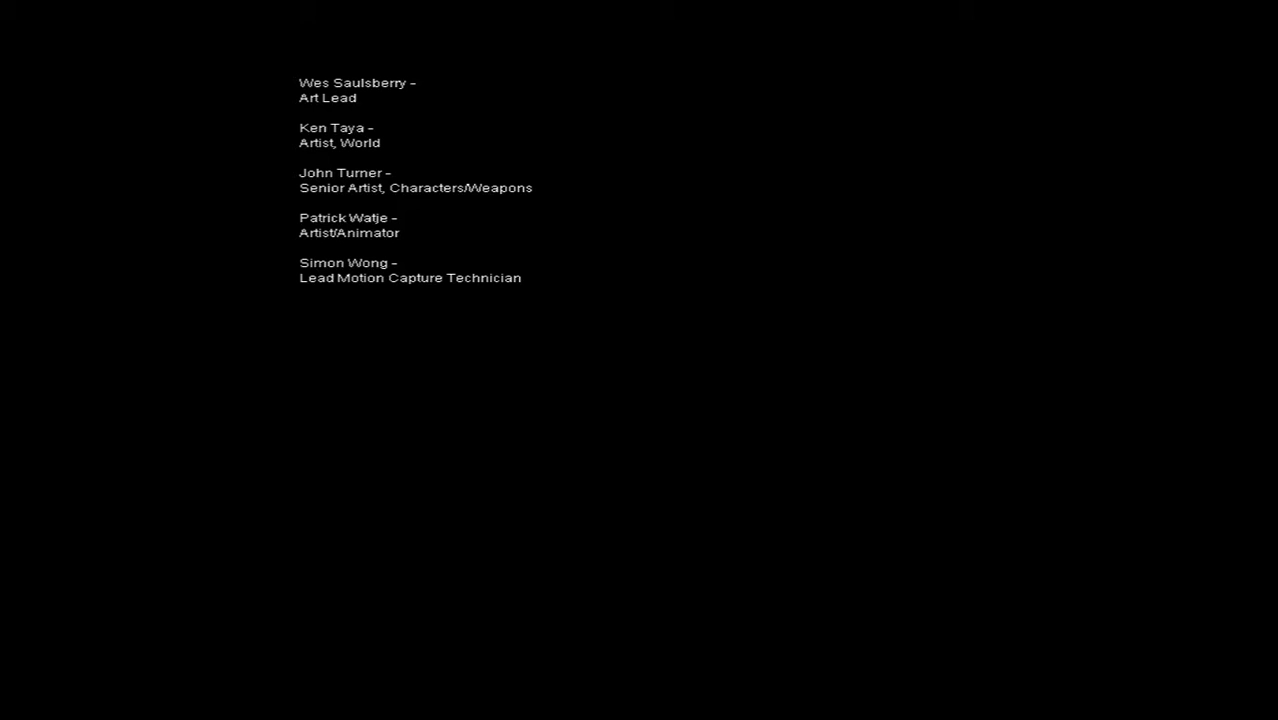 Wes Saulsberry -
Art Lead
Ken Taya -
Artist, World
John Turner -
Senior Artist, Characters/Weapons
Patrick Watje -
Artist/Animator
Simon Wong -
Lead Motion Capture Technician